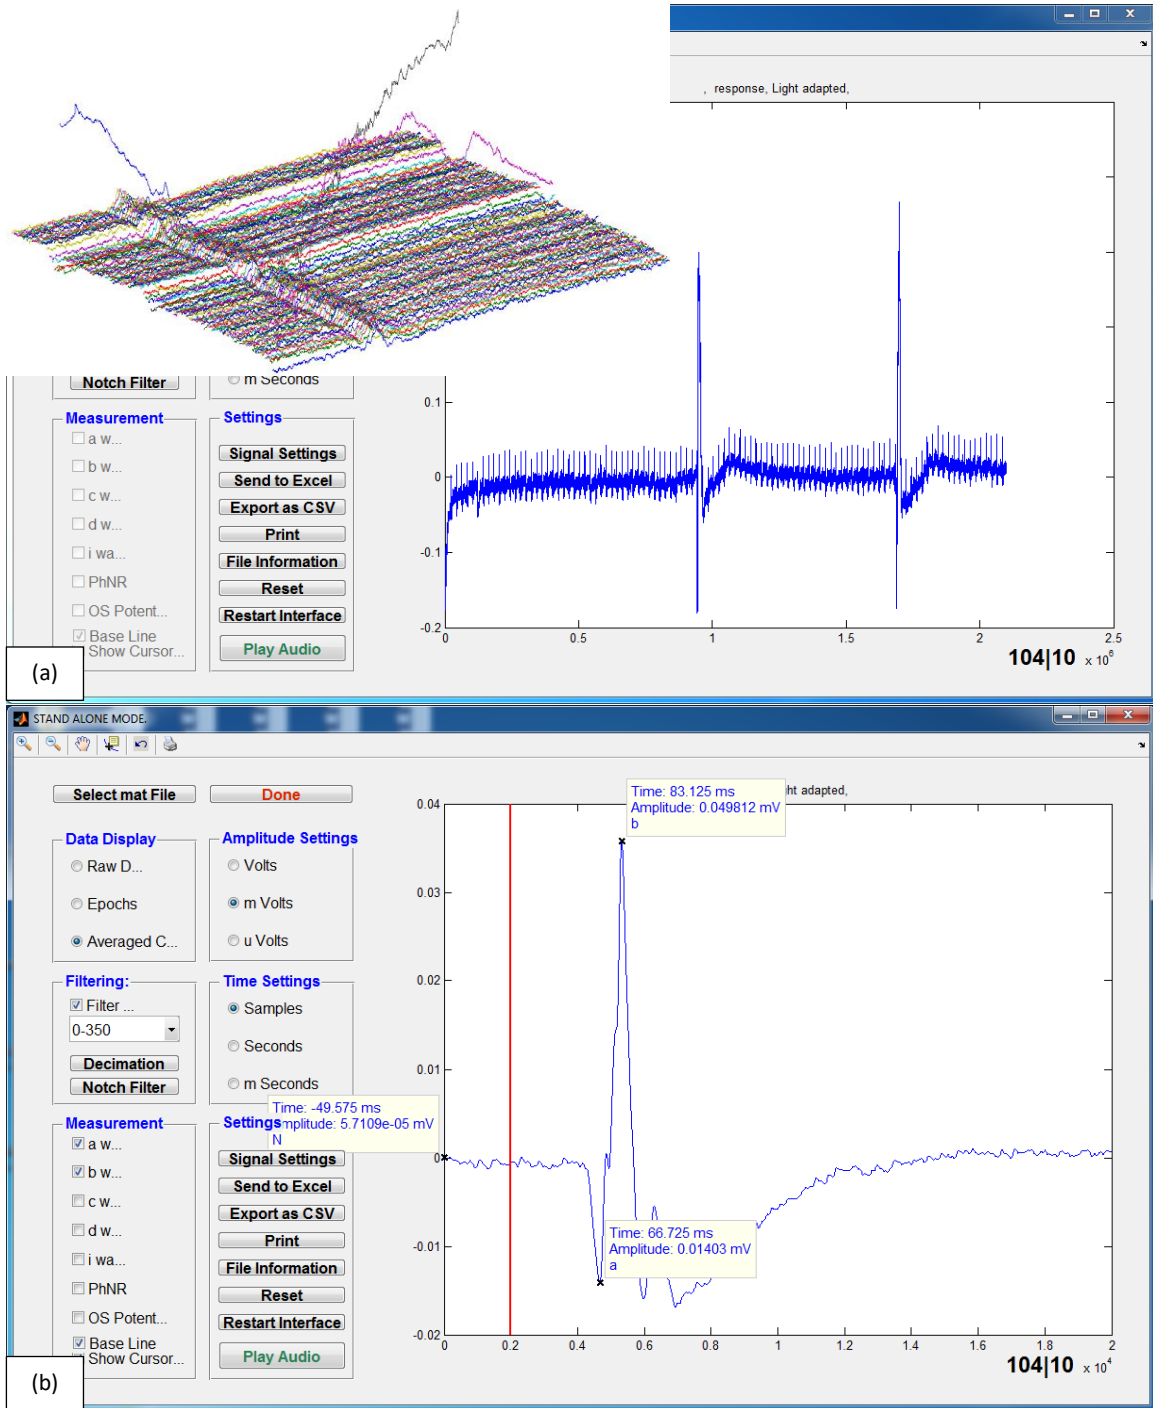 , response, Light adapted,
Notch Filter
m Seconds
Measurement
a w...
b w...
c w...
d w...
i wa...
PhNR
OS Potent...
Base Line
Show Cursor...
Settings
Signal Settings
Send to Excel
Export as CSV
Print
File Information
Reset
Restart Interface
Play Audio
0.1
0
-0.1
-0.2
0 0.5 1 1.5 2 2.5
104|10 x 10⁶
(a)
STAND ALONE MODE.
Select mat File
Done
Data Display
Raw D...
Epochs
Averaged C...
Amplitude Settings
Volts
m Volts
u Volts
Filtering:
Filter ...
0-350
Decimation
Notch Filter
Time Settings
Samples
Seconds
m Seconds
Measurement
a w...
b w...
c w...
d w...
i wa...
PhNR
OS Potent...
Base Line
Show Cursor...
Settings
Signal Settings
Send to Excel
Export as CSV
Print
File Information
Reset
Restart Interface
Play Audio
Time: 83.125 ms
Amplitude: 0.049812 mV
b
ht adapted,
Time: -49.575 ms
mplitude: 5.7109e-05 mV
N
Time: 66.725 ms
Amplitude: 0.01403 mV
a
0.04
0.03
0.02
0.01
0
-0.01
-0.02
0 0.2 0.4 0.6 0.8 1 1.2 1.4 1.6 1.8 2
104|10 x 10⁴
(b)